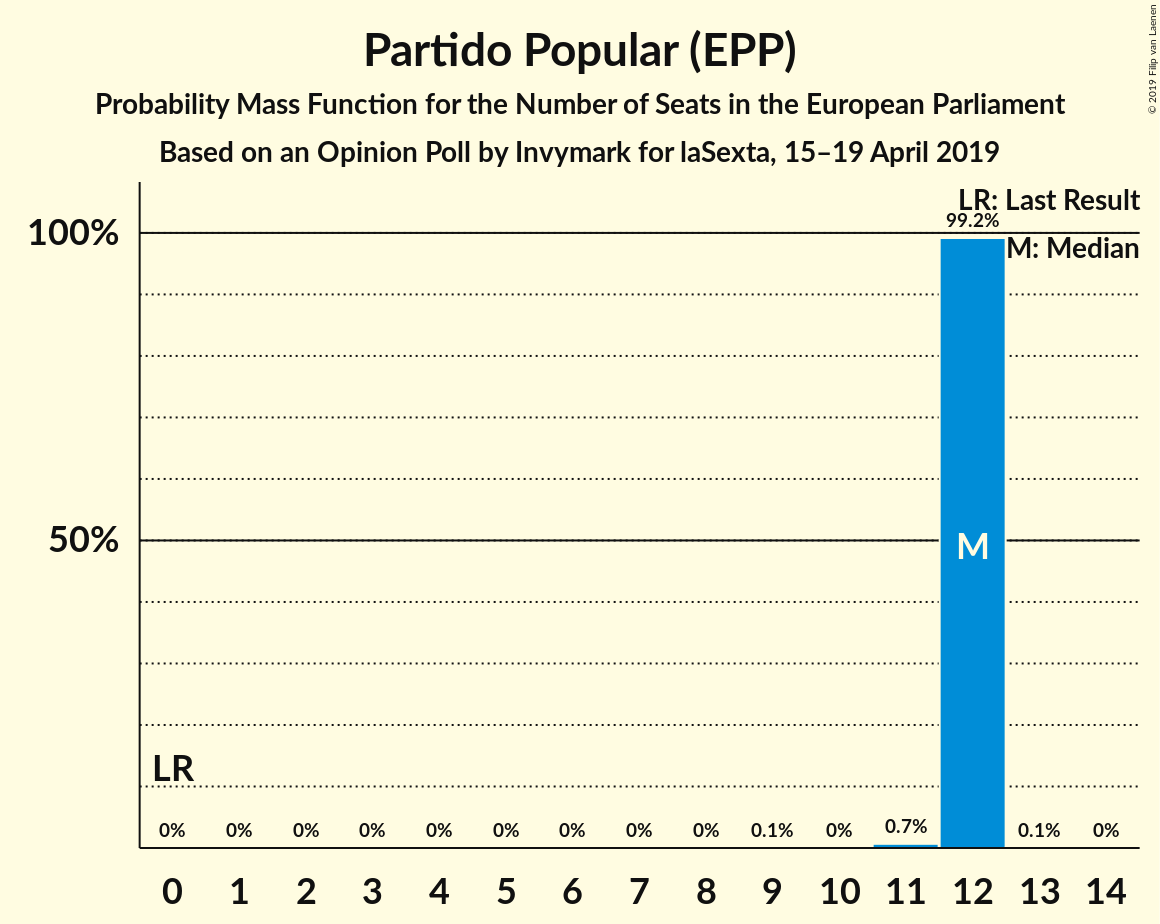 Partido Popular (EPP)
Probability Mass Function for the Number of Seats in the European Parliament
Based on an Opinion Poll by Invymark for laSexta, 15–19 April 2019
© 2019 Filip van Laenen
LR: Last Result
M: Median
100%
50%
99.2%
M
LR
0% 0% 0% 0% 0% 0% 0% 0% 0% 0.1% 0% 0.7% 0.1% 0%
0 1 2 3 4 5 6 7 8 9 10 11 12 13 14